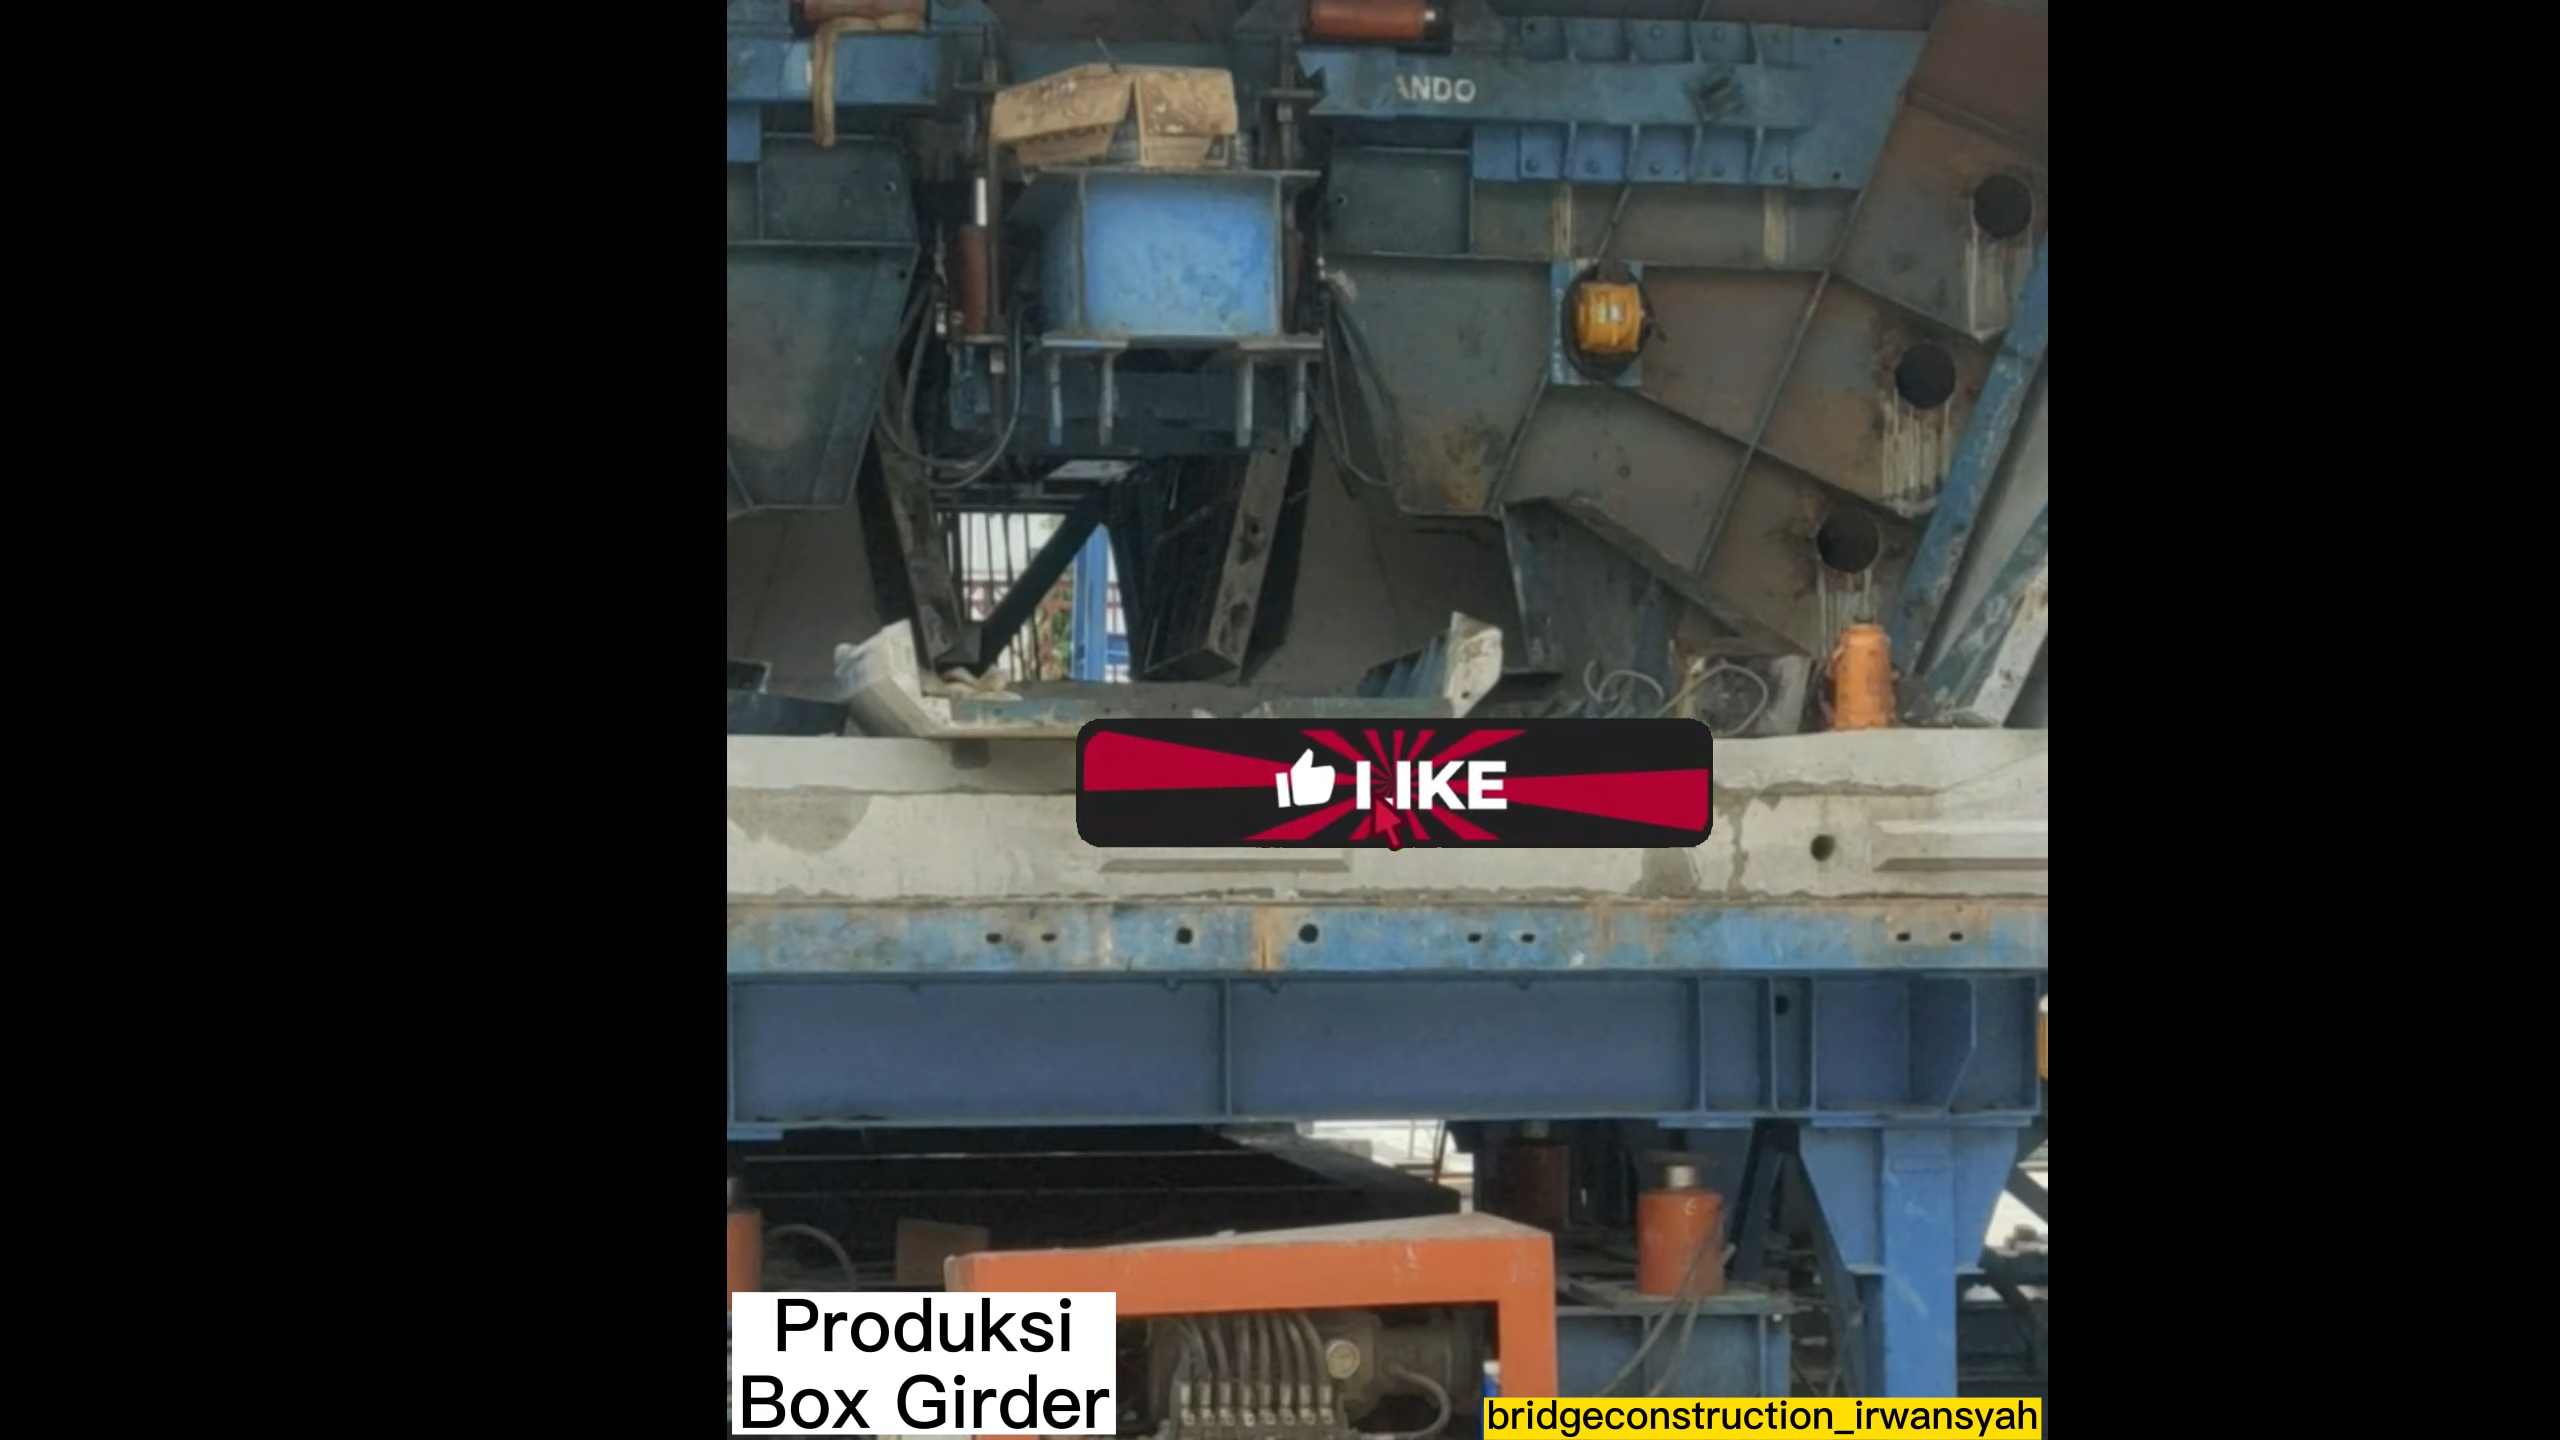 ANDO
LIKE
Produksi
Box Girder
bridgeconstruction_irwansyah